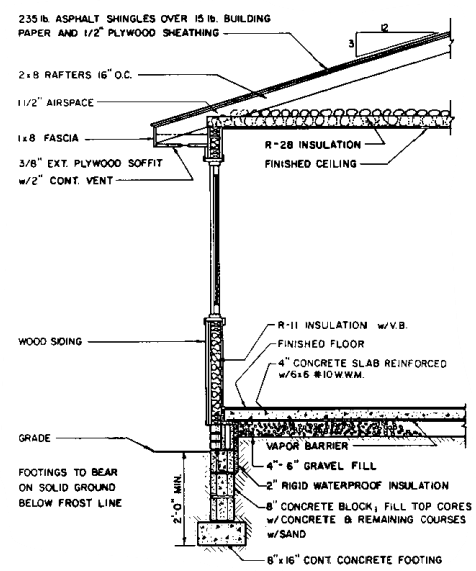 235 lb. ASPHALT SHINGLES OVER 15 lb. BUILDING
PAPER AND 1/2" PLYWOOD SHEATHING
12
3
2x8 RAFTERS 16" O.C.
1 1/2" AIRSPACE
1x8 FASCIA
R-28 INSULATION
3/8" EXT. PLYWOOD SOFFIT
w/2" CONT. VENT
FINISHED CEILING
R-11 INSULATION w/V.B.
WOOD SIDING
FINISHED FLOOR
4" CONCRETE SLAB REINFORCED
w/6x6 #10 W.W.M.
GRADE
VAPOR BARRIER
4"- 6" GRAVEL FILL
FOOTINGS TO BEAR
ON SOLID GROUND
BELOW FROST LINE
2'-0" MIN.
2" RIGID WATERPROOF INSULATION
8" CONCRETE BLOCK; FILL TOP CORES
w/CONCRETE & REMAINING COURSES
w/SAND
8"x16" CONT. CONCRETE FOOTING